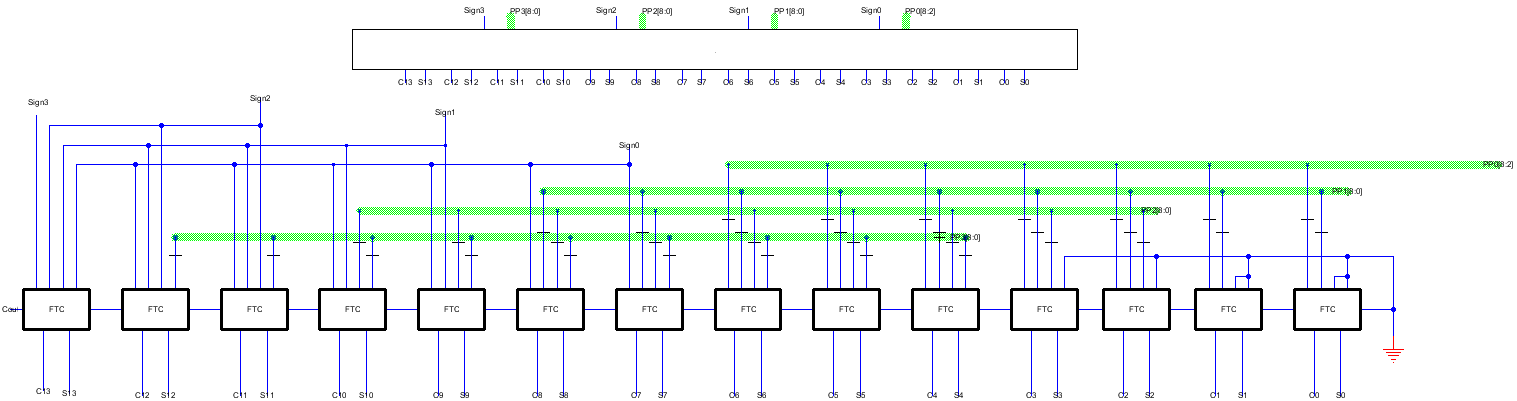 Sign3 PP3[8:0] Sign2 PP2[8:0] Sign1 PP1[8:0] Sign0 PP0[8:2]
C13 S13 C12 S12 C11 S11 C10 S10 C9 S9 C8 S8 C7 S7 C6 S6 C5 S5 C4 S4 C3 S3 C2 S2 C1 S1 C0 S0
Sign3 Sign2
Sign1
Sign0
PP0[8:2]
PP1[8:0]
PP2[8:0]
PP3[8:0]
Cout FTC FTC FTC FTC FTC FTC FTC FTC FTC FTC FTC FTC FTC FTC
C13 S13 C12 S12 C11 S11 C10 S10 C9 S9 C8 S8 C7 S7 C6 S6 C5 S5 C4 S4 C3 S3 C2 S2 C1 S1 C0 S0